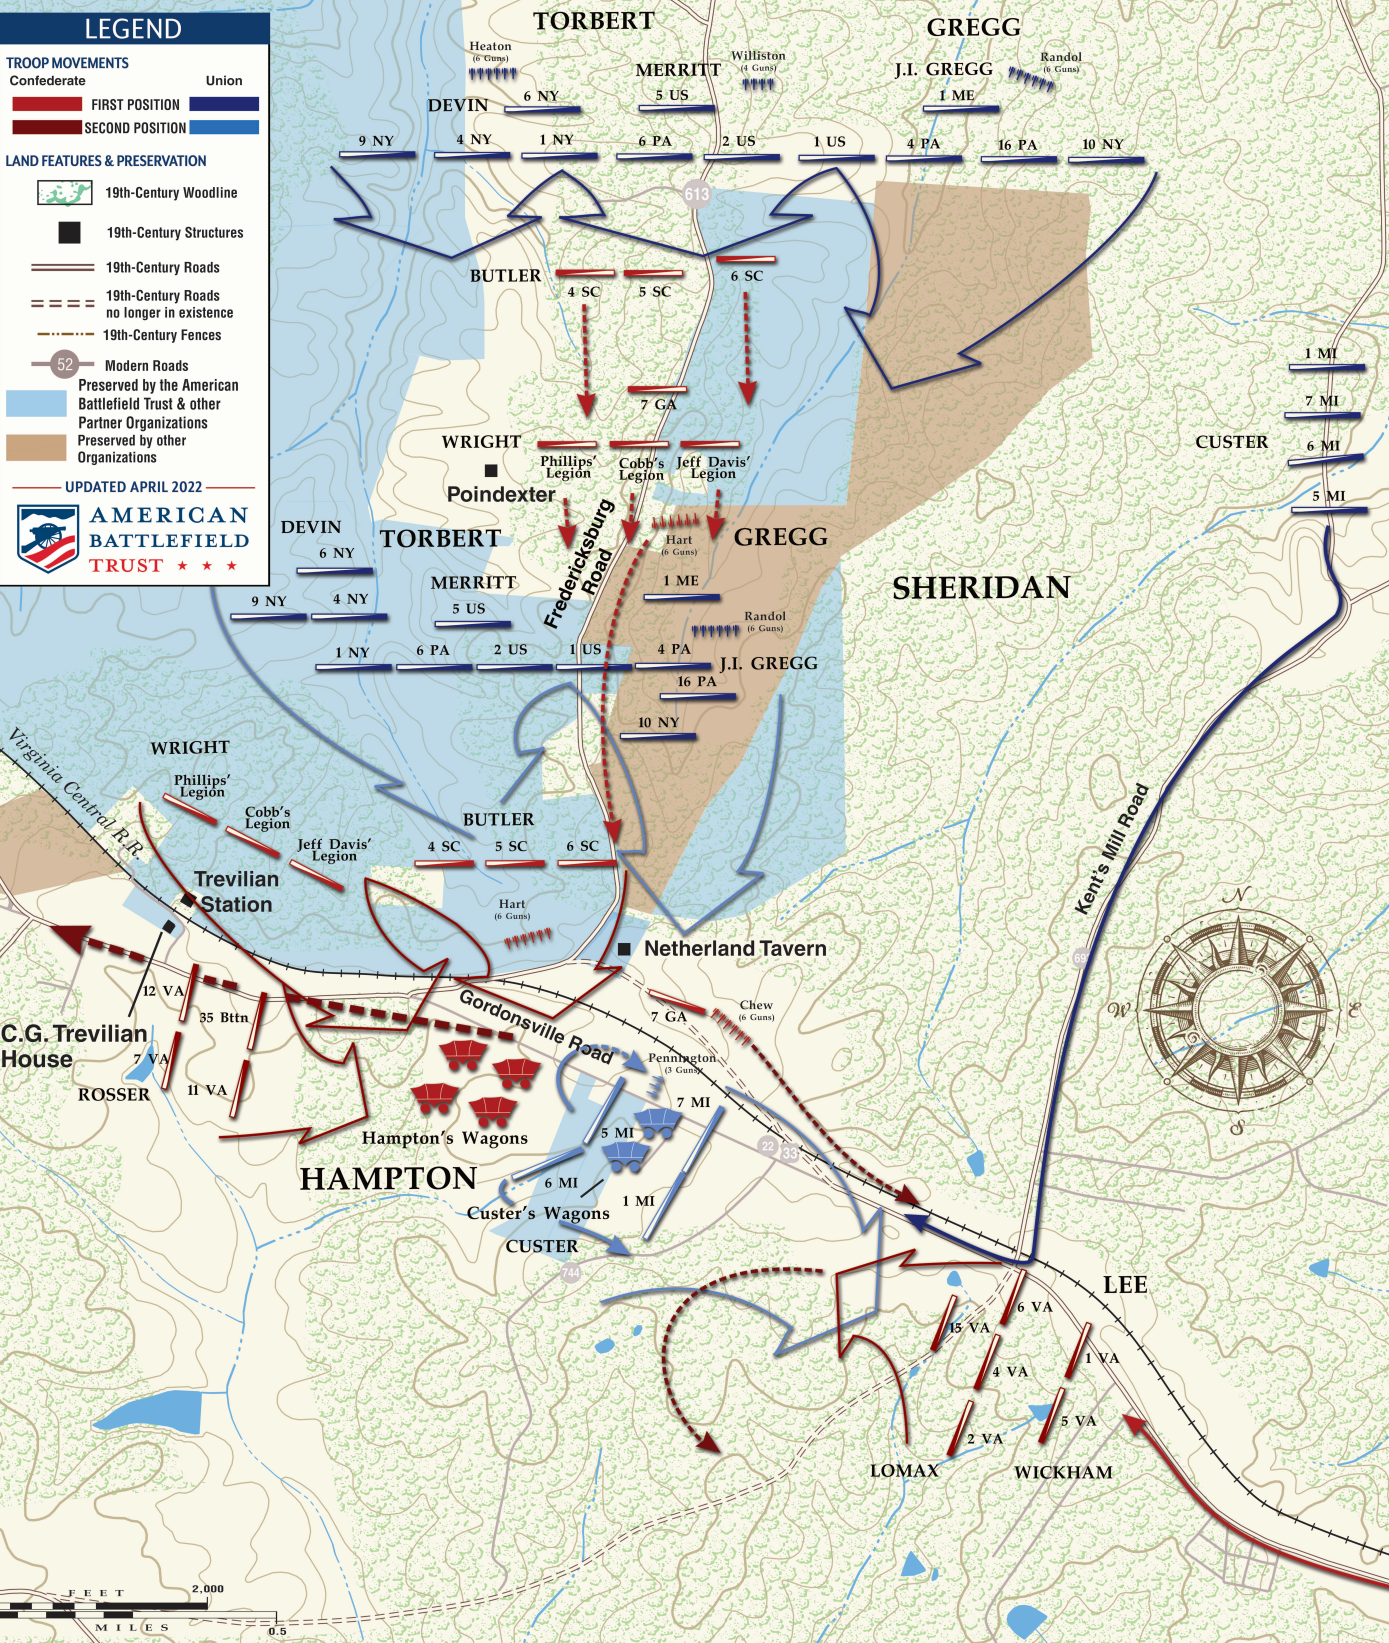 LEGEND
TROOP MOVEMENTS
Confederate Union
FIRST POSITION
SECOND POSITION
LAND FEATURES & PRESERVATION
19th-Century Woodline
19th-Century Structures
19th-Century Roads
19th-Century Roads
no longer in existence
19th-Century Fences
52 Modern Roads
Preserved by the American
Battlefield Trust & other
Partner Organizations
Preserved by other
Organizations
UPDATED APRIL 2022
AMERICAN
BATTLEFIELD
TRUST
TORBERT
GREGG
Heaton
(6 Guns)
Williston
(4 Guns)
Randol
(6 Guns)
MERRITT
J.I. GREGG
DEVIN
6 NY
5 US
1 ME
9 NY
4 NY
1 NY
6 PA
2 US
1 US
4 PA
16 PA
10 NY
613
BUTLER
4 SC
5 SC
6 SC
7 GA
WRIGHT
Phillips'
Legion
Cobb's
Legion
Jeff Davis'
Legion
Poindexter
Fredericksburg
Road
1 MI
7 MI
CUSTER
6 MI
5 MI
DEVIN
TORBERT
Hart
(6 Guns)
GREGG
6 NY
MERRITT
1 ME
SHERIDAN
9 NY
4 NY
5 US
Randol
(6 Guns)
1 NY
6 PA
2 US
1 US
4 PA
J.I. GREGG
16 PA
10 NY
Virginia Central R.R.
WRIGHT
Phillips'
Legion
Cobb's
Legion
Jeff Davis'
Legion
BUTLER
4 SC
5 SC
6 SC
Kent's Mill Road
Trevilian
Station
Hart
(6 Guns)
Netherland Tavern
N
W
E
S
69
12 VA
35 Bttn
Gordonsville Road
7 GA
Chew
(6 Guns)
C.G. Trevilian
House
7 VA
11 VA
ROSSER
Pennington
(3 Guns)
7 MI
Hampton's Wagons
5 MI
22
33
HAMPTON
6 MI
1 MI
Custer's Wagons
CUSTER
744
LEE
6 VA
15 VA
1 VA
4 VA
5 VA
2 VA
LOMAX
WICKHAM
FEET
2,000
MILES
0.5